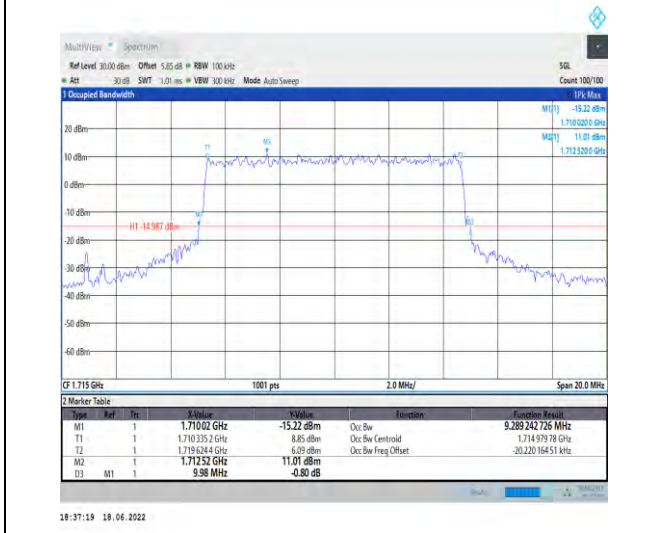 MultiView Spectrum
Ref Level 30.00 dBm Offset 5.65 dB RBW 100 kHz SGL
Att 30 dB SWT 1.01 ms VBW 300 kHz Mode Auto Sweep Count 100/100
1 Occupied Bandwidth 1Pk Max
M1[1] -15.22 dBm
1.710 020 0 GHz
M2[1] 11.01 dBm
1.712 520 0 GHz
20 dBm
T1 M2
10 dBm
0 dBm
-10 dBm
H1 -14.987 dBm
-20 dBm
-30 dBm
-40 dBm
-50 dBm
-60 dBm
CF 1.715 GHz 1001 pts 2.0 MHz/ Span 20.0 MHz
2 Marker Table
Type Ref Trc X-Value Y-Value Function Function Result
M1 1 1.71002 GHz -15.22 dBm Occ Bw 9.289 242 726 MHz
T1 1 1.710 335 2 GHz 8.85 dBm Occ Bw Centroid 1.714 979 78 GHz
T2 1 1.719 624 4 GHz 6.09 dBm Occ Bw Freq Offset -20.220 164 51 kHz
M2 1 1.71252 GHz 11.01 dBm
D3 M1 1 9.98 MHz -0.80 dB
18:37:19 18.06.2022